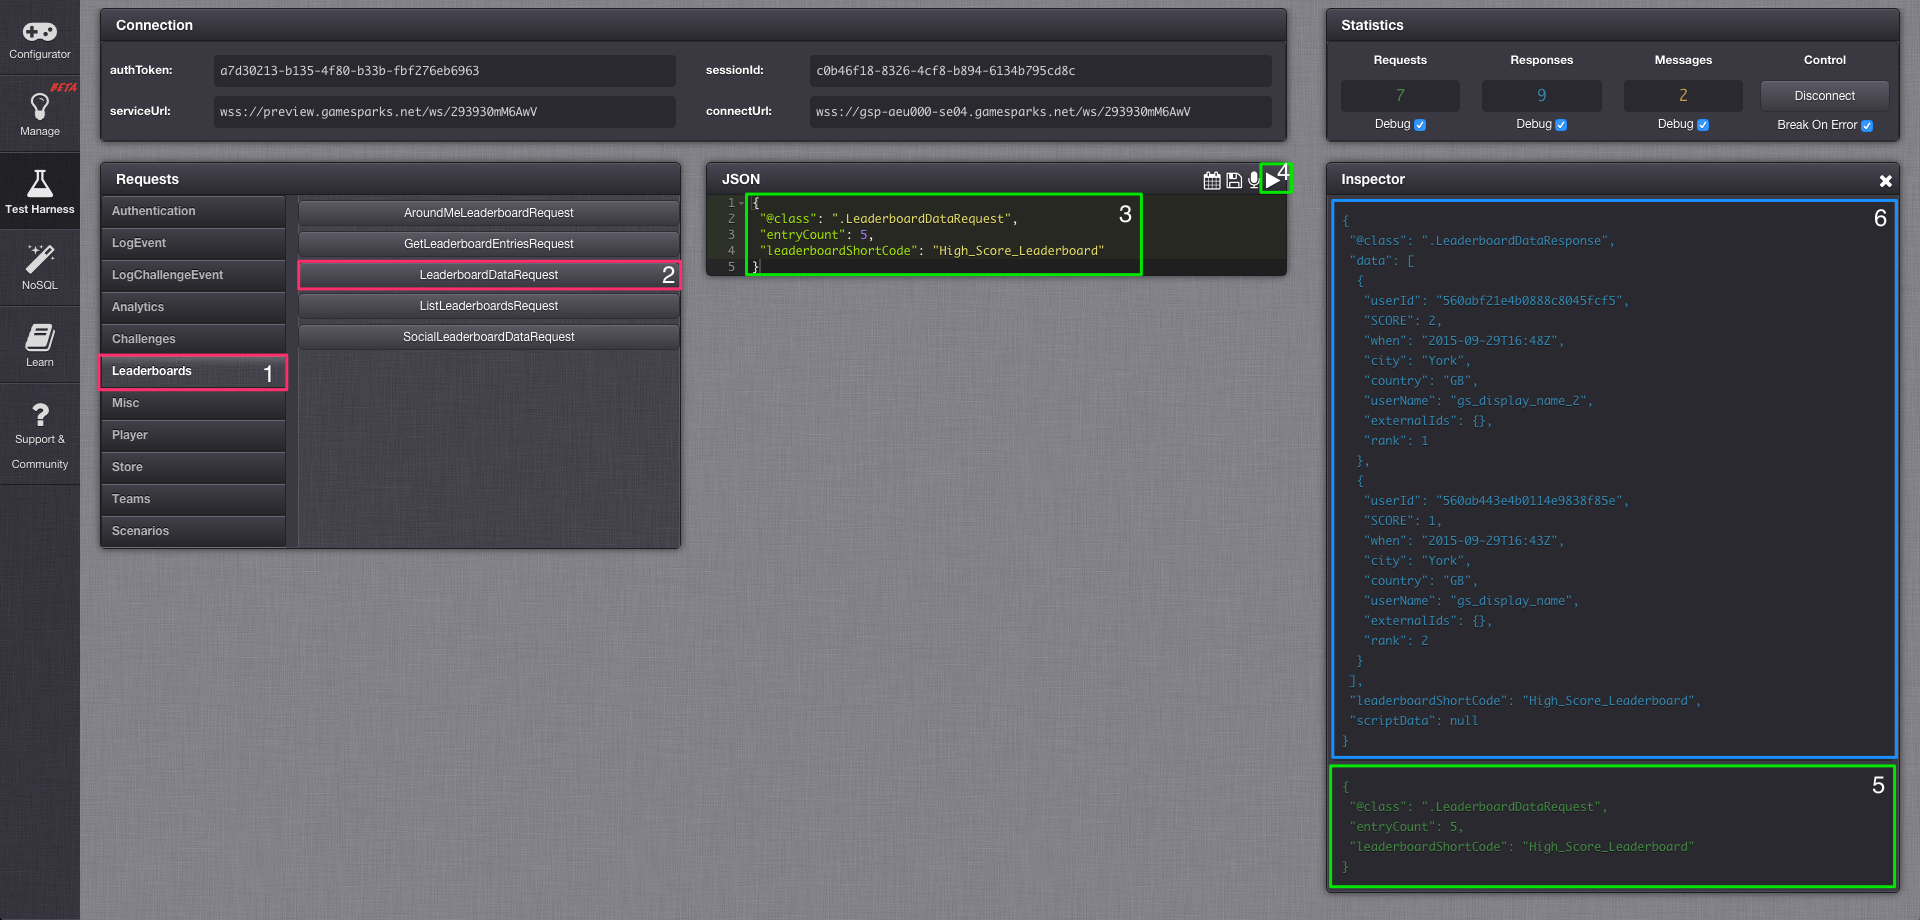 Configurator
BETA
Manage
Test Harness
NoSQL
Learn
Support &
Community
Connection
authToken: a7d30213-b135-4f80-b33b-fbf276eb6963 sessionId: c0b46f18-8326-4cf8-b894-6134b795cd8c
serviceUrl: wss://preview.gamesparks.net/ws/293930mM6AwV connectUrl: wss://gsp-aeu000-se04.gamesparks.net/ws/293930mM6AwV
Statistics
Requests Responses Messages Control
7 9 2 Disconnect
Debug Debug Debug Break On Error
Requests
Authentication
LogEvent
LogChallengeEvent
Analytics
Challenges
Leaderboards 1
Misc
Player
Store
Teams
Scenarios
AroundMeLeaderboardRequest
GetLeaderboardEntriesRequest
LeaderboardDataRequest 2
ListLeaderboardsRequest
SocialLeaderboardDataRequest
JSON 4
1 { 3
2 "@class": ".LeaderboardDataRequest",
3 "entryCount": 5,
4 "leaderboardShortCode": "High_Score_Leaderboard"
5 }
Inspector
{ 6
"@class": ".LeaderboardDataResponse",
"data": [
{
"userId": "560abf21e4b0888c8045fcf5",
"SCORE": 2,
"when": "2015-09-29T16:48Z",
"city": "York",
"country": "GB",
"userName": "gs_display_name_2",
"externalIds": {},
"rank": 1
},
{
"userId": "560ab443e4b0114e9838f85e",
"SCORE": 1,
"when": "2015-09-29T16:43Z",
"city": "York",
"country": "GB",
"userName": "gs_display_name",
"externalIds": {},
"rank": 2
}
],
"leaderboardShortCode": "High_Score_Leaderboard",
"scriptData": null
}
{ 5
"@class": ".LeaderboardDataRequest",
"entryCount": 5,
"leaderboardShortCode": "High_Score_Leaderboard"
}